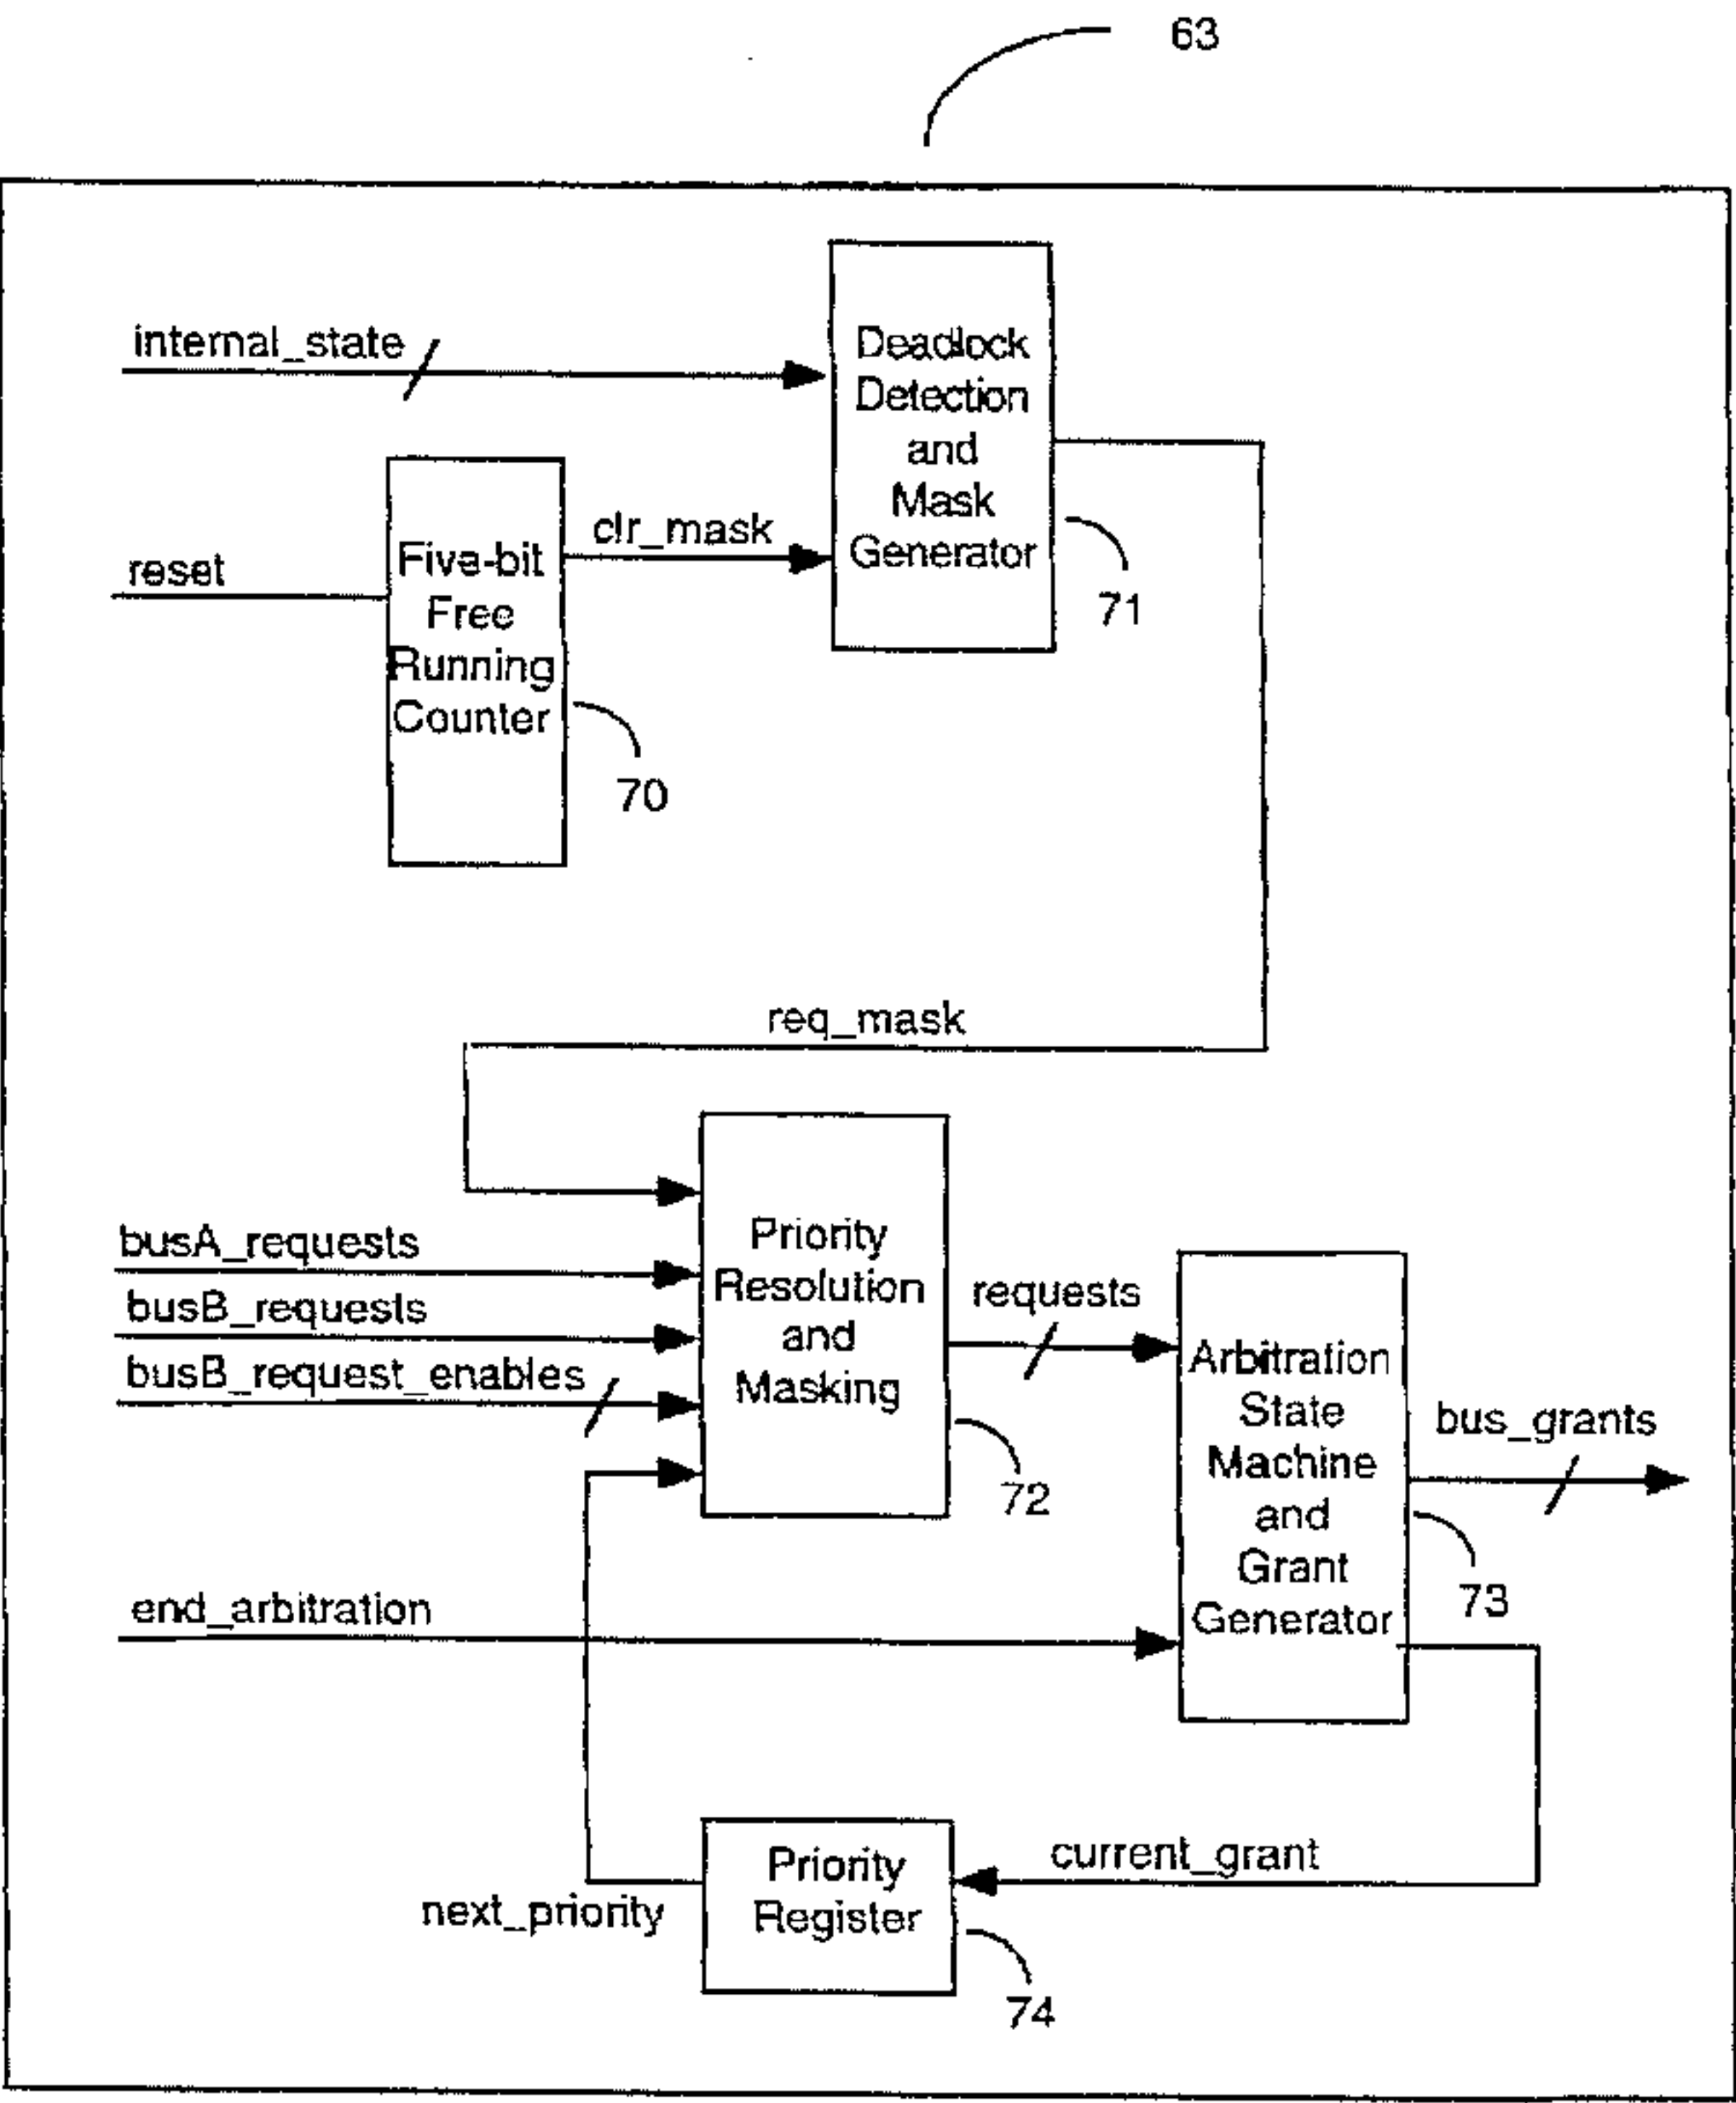 63
internal_state
Deadlock
Detection
and
Mask
Generator
71
reset
Five-bit
Free
Running
Counter
70
clr_mask
req_mask
busA_requests
busB_requests
busB_request_enables
Priority
Resolution
and
Masking
72
requests
Arbitration
State
Machine
and
Grant
Generator
73
bus_grants
end_arbitration
next_priority
Priority
Register
74
current_grant